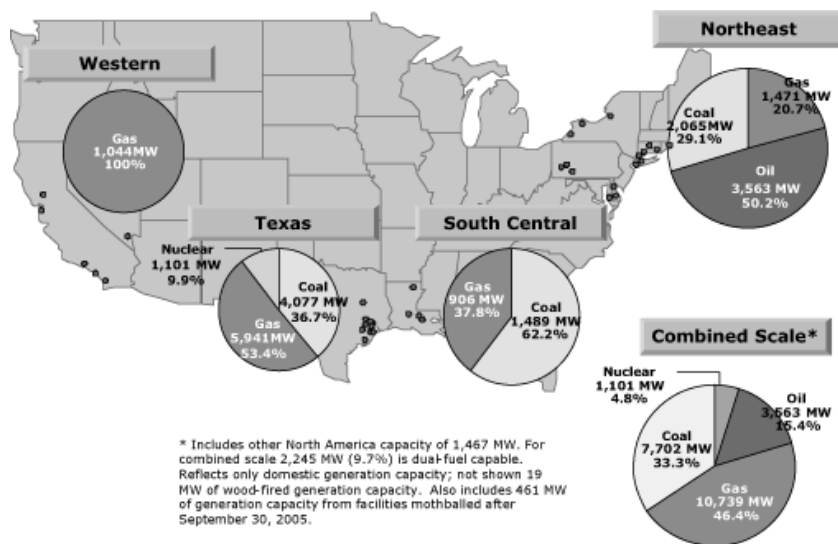 Northeast
Western
Gas
1,471 MW
20.7%
Coal
2,065MW
29.1%
Oil
3,563 MW
50.2%
Gas
1,044MW
100%
Texas
South Central
Nuclear
1,101 MW
9.9%
Coal
4,077 MW
36.7%
Gas
5,941MW
53.4%
Gas
906 MW
37.8%
Coal
1,489 MW
62.2%
Combined Scale*
Nuclear
1,101 MW
4.8%
Oil
3,563 MW
15.4%
Coal
7,702 MW
33.3%
Gas
10,739 MW
46.4%
* Includes other North America capacity of 1,467 MW. For
combined scale 2,245 MW (9.7%) is dual-fuel capable.
Reflects only domestic generation capacity; not shown 19
MW of wood-fired generation capacity. Also includes 461 MW
of generation capacity from facilities mothballed after
September 30, 2005.